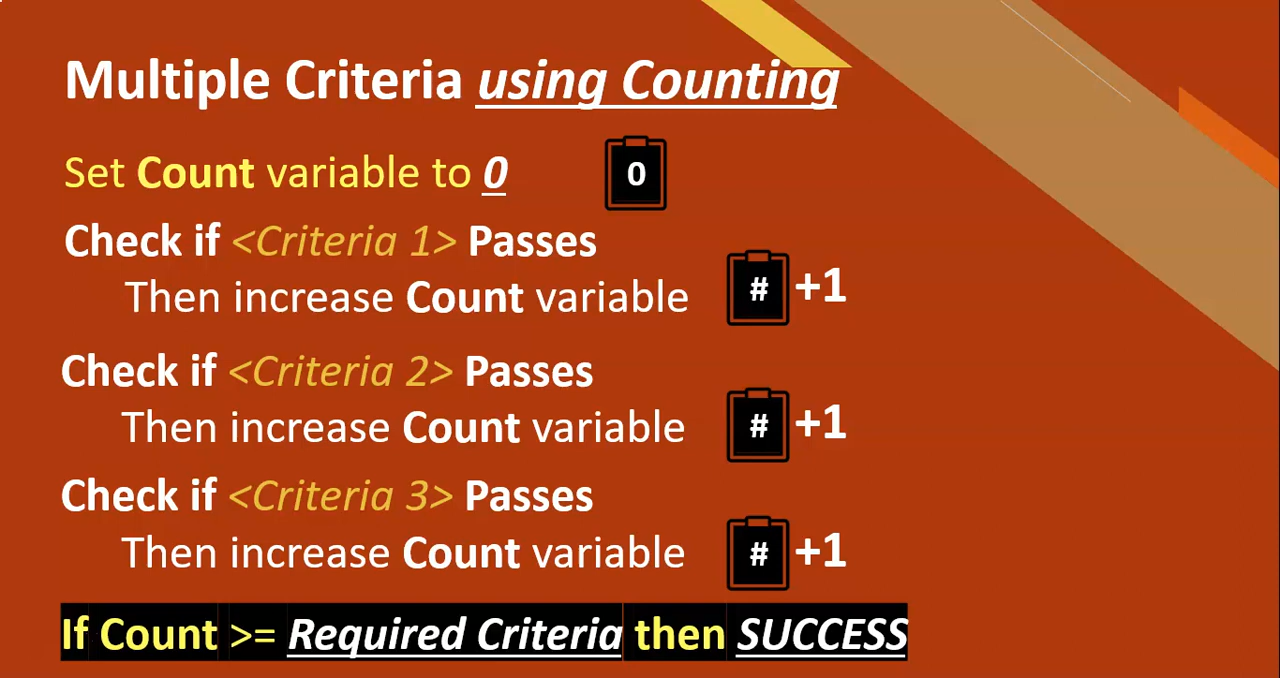 Multiple Criteria using Counting
Set Count variable to 0
0
Check if <Criteria 1> Passes
Then increase Count variable
# +1
Check if <Criteria 2> Passes
Then increase Count variable
# +1
Check if <Criteria 3> Passes
Then increase Count variable
# +1
If Count >= Required Criteria then SUCCESS